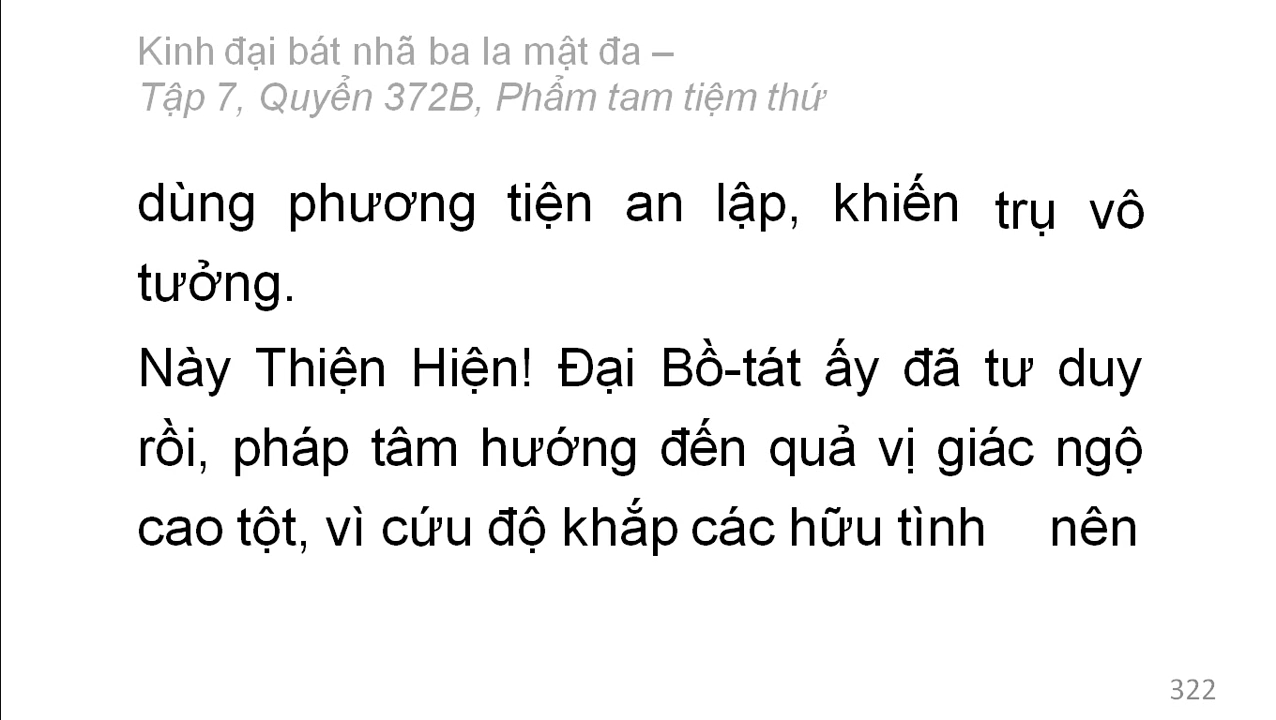 Kinh đại bát nhã ba la mật đa –
Tập 7, Quyển 372B, Phẩm tam tiệm thứ
dùng phương tiện an lập, khiến trụ vô
tưởng.
Này Thiện Hiện! Đại Bồ-tát ấy đã tư duy
rồi, pháp tâm hướng đến quả vị giác ngộ
cao tột, vì cứu độ khắp các hữu tình nên
322